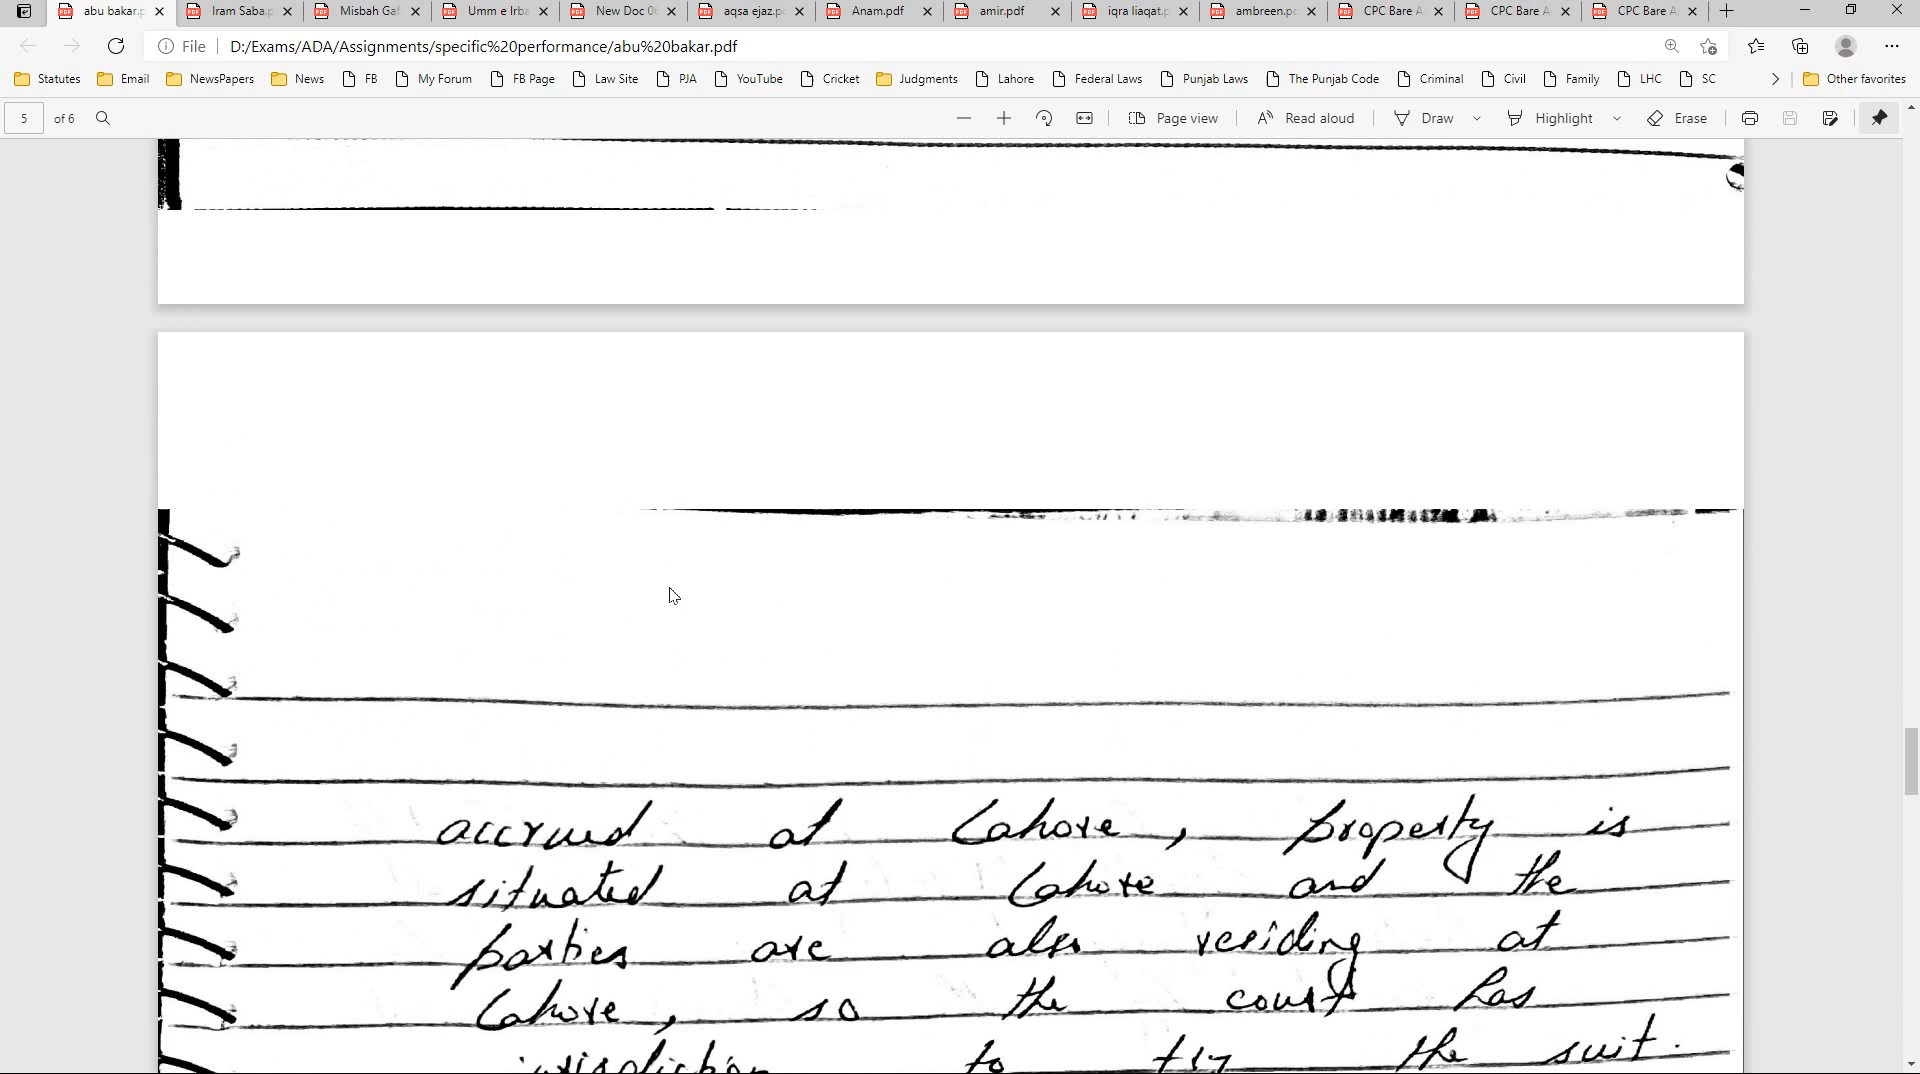 abu bakar.p
Iram Saba.p
Misbah Gaf
Umm e Irba
New Doc 0
aqsa ejaz.p
Anam.pdf
amir.pdf
iqra liaqat.p
ambreen.pd
CPC Bare A
CPC Bare A
CPC Bare A
File
D:/Exams/ADA/Assignments/specific%20performance/abu%20bakar.pdf
Statutes
Email
NewsPapers
News
FB
My Forum
FB Page
Law Site
PJA
YouTube
Cricket
Judgments
Lahore
Federal Laws
Punjab Laws
The Punjab Code
Criminal
Civil
Family
LHC
SC
Other favorites
5 of 6
Page view
Read aloud
Draw
Highlight
Erase
accrued at Lahore, property is
situated at Lahore and the
parties are also residing at
Lahore, so the court has
jurisdiction to try the suit.